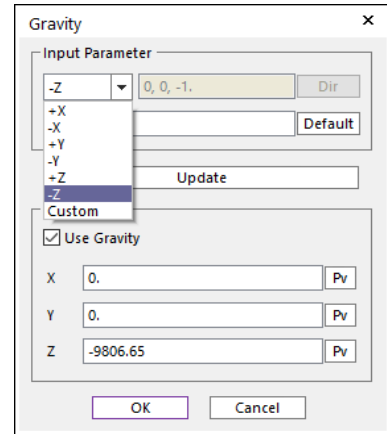 Gravity ×
Input Parameter
-Z 0, 0, -1. Dir
+X
-X
Default
+Y
-Y
+Z
Update
-Z
Custom
Use Gravity
X 0. Pv
Y 0. Pv
Z -9806.65 Pv
OK Cancel